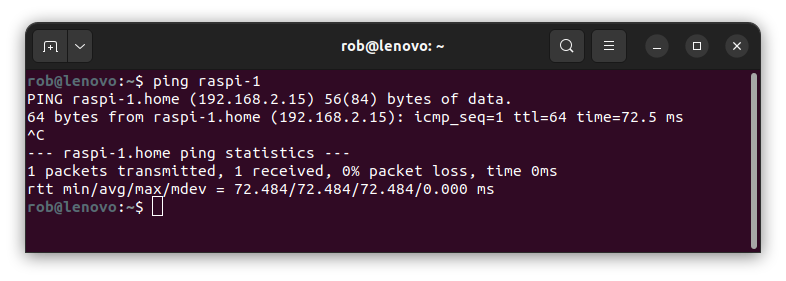 rob@lenovo: ~
rob@lenovo:~$ ping raspi-1
PING raspi-1.home (192.168.2.15) 56(84) bytes of data.
64 bytes from raspi-1.home (192.168.2.15): icmp_seq=1 ttl=64 time=72.5 ms
^C
--- raspi-1.home ping statistics ---
1 packets transmitted, 1 received, 0% packet loss, time 0ms
rtt min/avg/max/mdev = 72.484/72.484/72.484/0.000 ms
rob@lenovo:~$